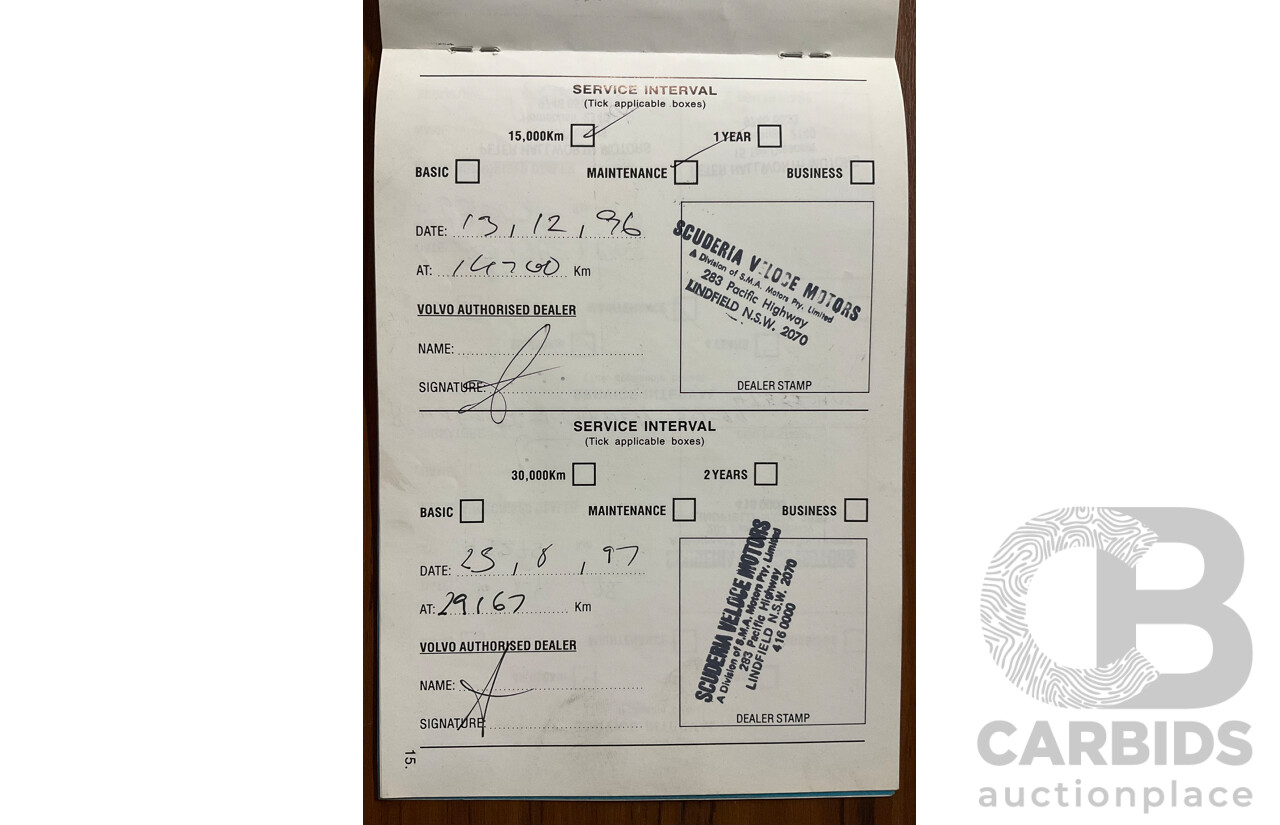 SERVICE INTERVAL
(Tick applicable boxes)
15,000Km 1 YEAR
BASIC MAINTENANCE BUSINESS
DATE: 13, 12, 96
AT: 14700 Km
VOLVO AUTHORISED DEALER
NAME:
SIGNATURE:
SCUDERIA VELOCE MOTORS
A Division of S.M.A. Motors Pty. Limited
283 Pacific Highway
LINDFIELD N.S.W. 2070
DEALER STAMP
SERVICE INTERVAL
(Tick applicable boxes)
30,000Km 2 YEARS
BASIC MAINTENANCE BUSINESS
DATE: 25, 8, 97
AT: 29167 Km
VOLVO AUTHORISED DEALER
NAME:
SIGNATURE:
SCUDERIA VELOCE MOTORS
A Division of S.M.A. Motors Pty. Limited
283 Pacific Highway
LINDFIELD N.S.W. 2070
416 0000
DEALER STAMP
15.
CB
CARBIDS
auctionplace